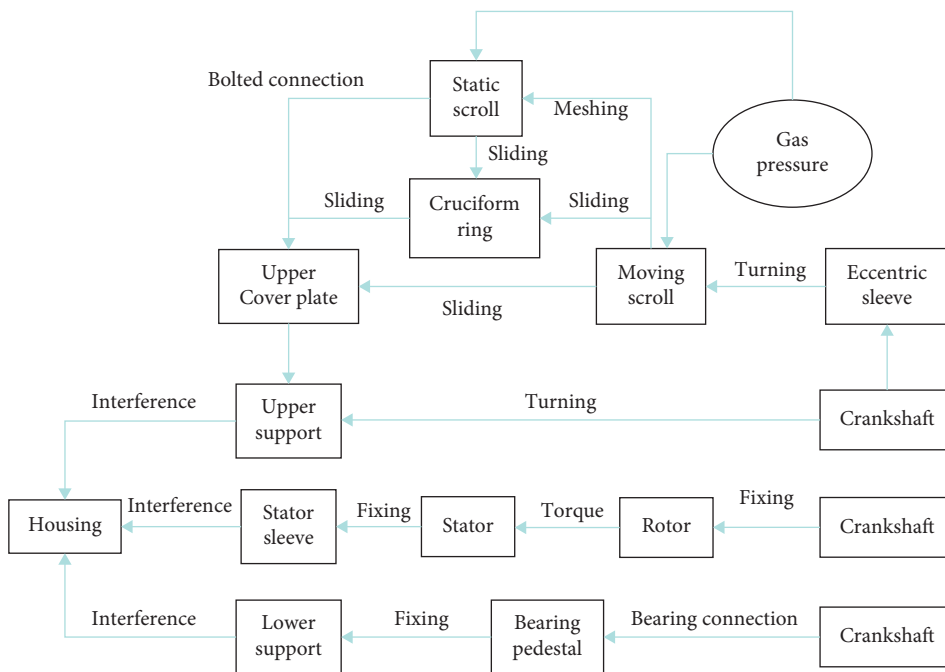 Bolted connection
Static
scroll
Meshing
Gas
pressure
Sliding
Sliding
Cruciform
ring
Sliding
Upper
Cover plate
Sliding
Moving
scroll
Turning
Eccentric
sleeve
Interference
Upper
support
Turning
Crankshaft
Housing
Interference
Stator
sleeve
Fixing
Stator
Torque
Rotor
Fixing
Crankshaft
Interference
Lower
support
Fixing
Bearing
pedestal
Bearing connection
Crankshaft